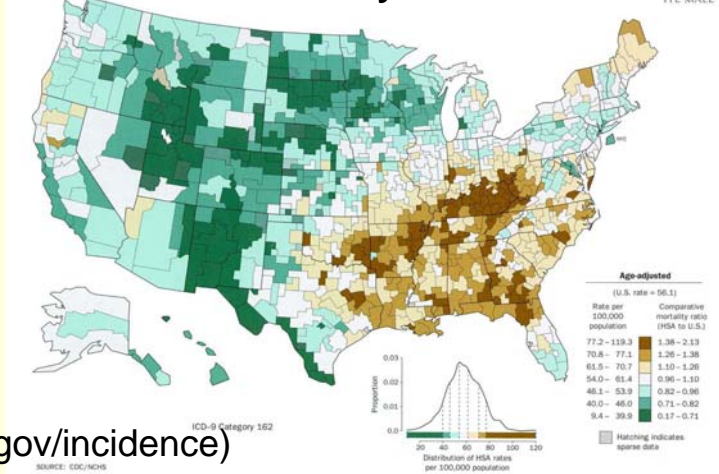 Age-adjusted
(U.S. rate = 56.1)
Rate per 100,000 population
Comparative mortality ratio (HSA to U.S.)
77.2 – 119.3 1.38 – 2.13
70.8 – 77.1 1.26 – 1.38
61.5 – 70.7 1.10 – 1.26
54.0 – 61.4 0.96 – 1.10
46.1 – 53.9 0.82 – 0.96
40.0 – 46.0 0.71 – 0.82
9.4 – 39.9 0.17 – 0.71
Hatching indicates
sparse data
0.03
0.02
0.01
0.0
Proportion
20 40 60 80 100 120
Distribution of HSA rates
per 100,000 population
ICD-9 Category 162
gov/incidence)
SOURCE: CDC/NCHS